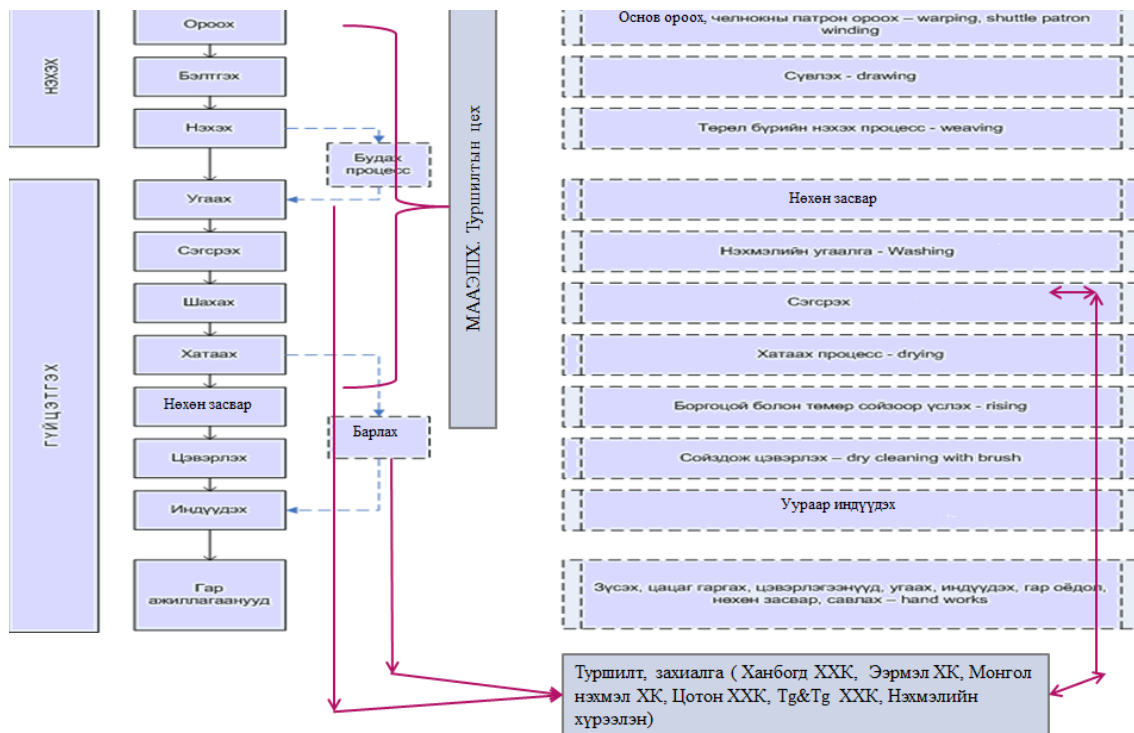 НЭХЭХ
Ороох
Бэлтгэх
Нэхэх
Будах
процесс
ГҮЙЦЭТГЭХ
Угаах
Сэгсрэх
Шахах
Хатаах
Нөхөн засвар
Барлах
Цэвэрлэх
Индүүдэх
Гар
ажиллагаанууд
МААЭШХ. Туршилтын цех
Основ ороох, челнокны патрон ороох – warping, shuttle patron
winding
Сүвлэх - drawing
Төрөл бүрийн нэхэх процесс - weaving
Нөхөн засвар
Нэхмэлийн угаалга - Washing
Сэгсрэх
Хатаах процесс - drying
Боргоцой болон төмөр сойзоор үслэх - rising
Сойздож цэвэрлэх – dry cleaning with brush
Уураар индүүдэх
Зүсэх, цацаг гаргах, цэвэрлэгээнүүд, угаах, индүүдэх, гар оёдол,
нөхөн засвар, савлах – hand works
Туршилт, захиалга ( Ханбогд ХХК, Ээрмэл ХК, Монгол
нэхмэл ХК, Цотон ХХК, Tg&Tg ХХК, Нэхмэлийн
хүрээлэн)